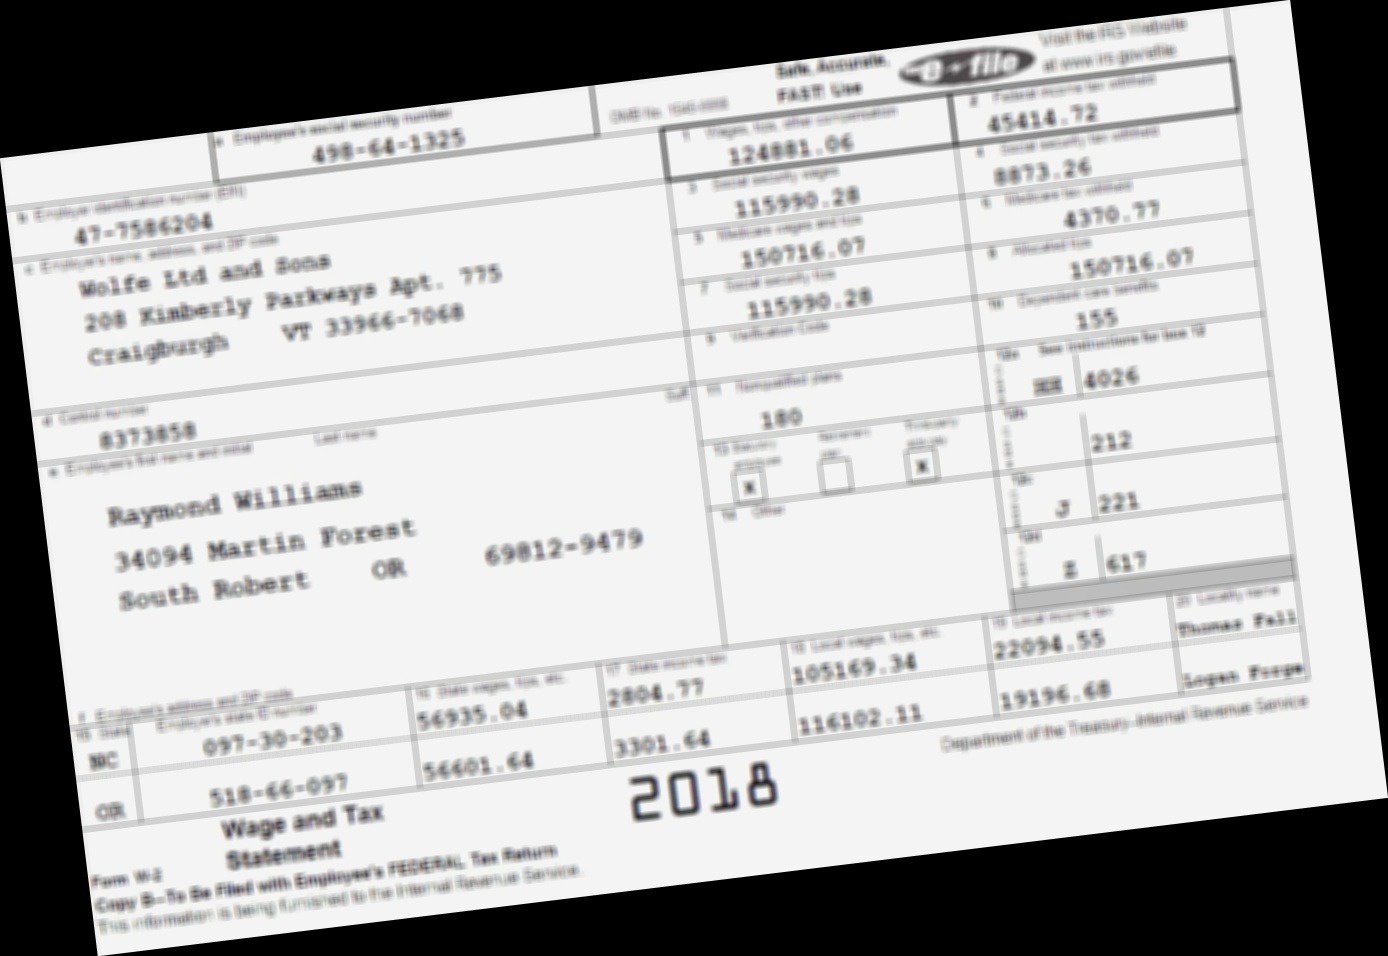 Safe, Accurate,
FAST! Use
e file
Visit the IRS Website
at www.irs.gov/efile
a Employee's social security number
498-64-1325
OMB No. 1545-0008
1 Wages, tips, other compensation
124881.06
2 Federal income tax withheld
45414.72
b Employer identification number (EIN)
47-7586204
3 Social security wages
115990.28
4 Social security tax withheld
8873.26
c Employer's name, address, and ZIP code
Wolfe Ltd and Sons
208 Kimberly Parkways Apt. 775
Craigburgh VT 33966-7068
5 Medicare wages and tips
150716.07
6 Medicare tax withheld
4370.77
7 Social security tips
115990.28
8 Allocated tips
150716.07
d Control number
8373858
9 Verification Code
10 Dependent care benefits
155
e Employee's first name and initial Last name Suff.
Raymond Williams
34094 Martin Forest
South Robert OR 69812-9479
11 Nonqualified plans
180
12a See instructions for box 12
HH 4026
13 Statutory employee
X
Retirement plan
Third-party sick pay
X
12b
212
12c
J 221
14 Other
12d
Z 617
f Employee's address and ZIP code
15 State Employer's state ID number
097-30-203
OR 518-66-097
16 State wages, tips, etc.
56935.04
56601.64
17 State income tax
2804.77
3301.64
18 Local wages, tips, etc.
105169.34
116102.11
19 Local income tax
22094.55
19196.68
20 Locality name
Thomas Fall
Logan Forge
Form W-2
Wage and Tax
Statement
2018
Department of the Treasury-Internal Revenue Service
Copy B-To Be Filed with Employee's FEDERAL Tax Return
This information is being furnished to the Internal Revenue Service.